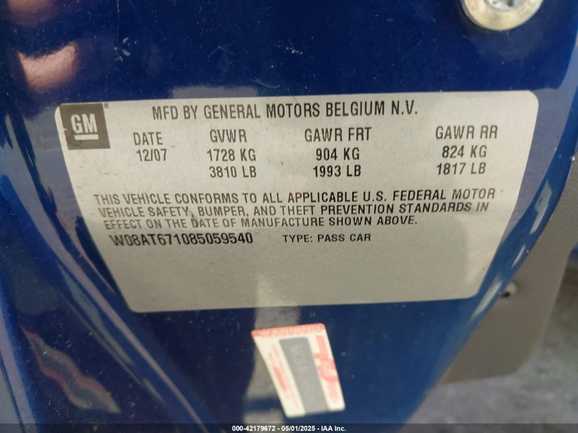 GM
MFD BY GENERAL MOTORS BELGIUM N.V.
DATE GVWR GAWR FRT GAWR RR
12/07 1728 KG 904 KG 824 KG
3810 LB 1993 LB 1817 LB
THIS VEHICLE CONFORMS TO ALL APPLICABLE U.S. FEDERAL MOTOR
VEHICLE SAFETY, BUMPER, AND THEFT PREVENTION STANDARDS IN
EFFECT ON THE DATE OF MANUFACTURE SHOWN ABOVE.
W08AT671085059540 TYPE: PASS CAR
000-42179672 - 05/01/2025 - IAA Inc.